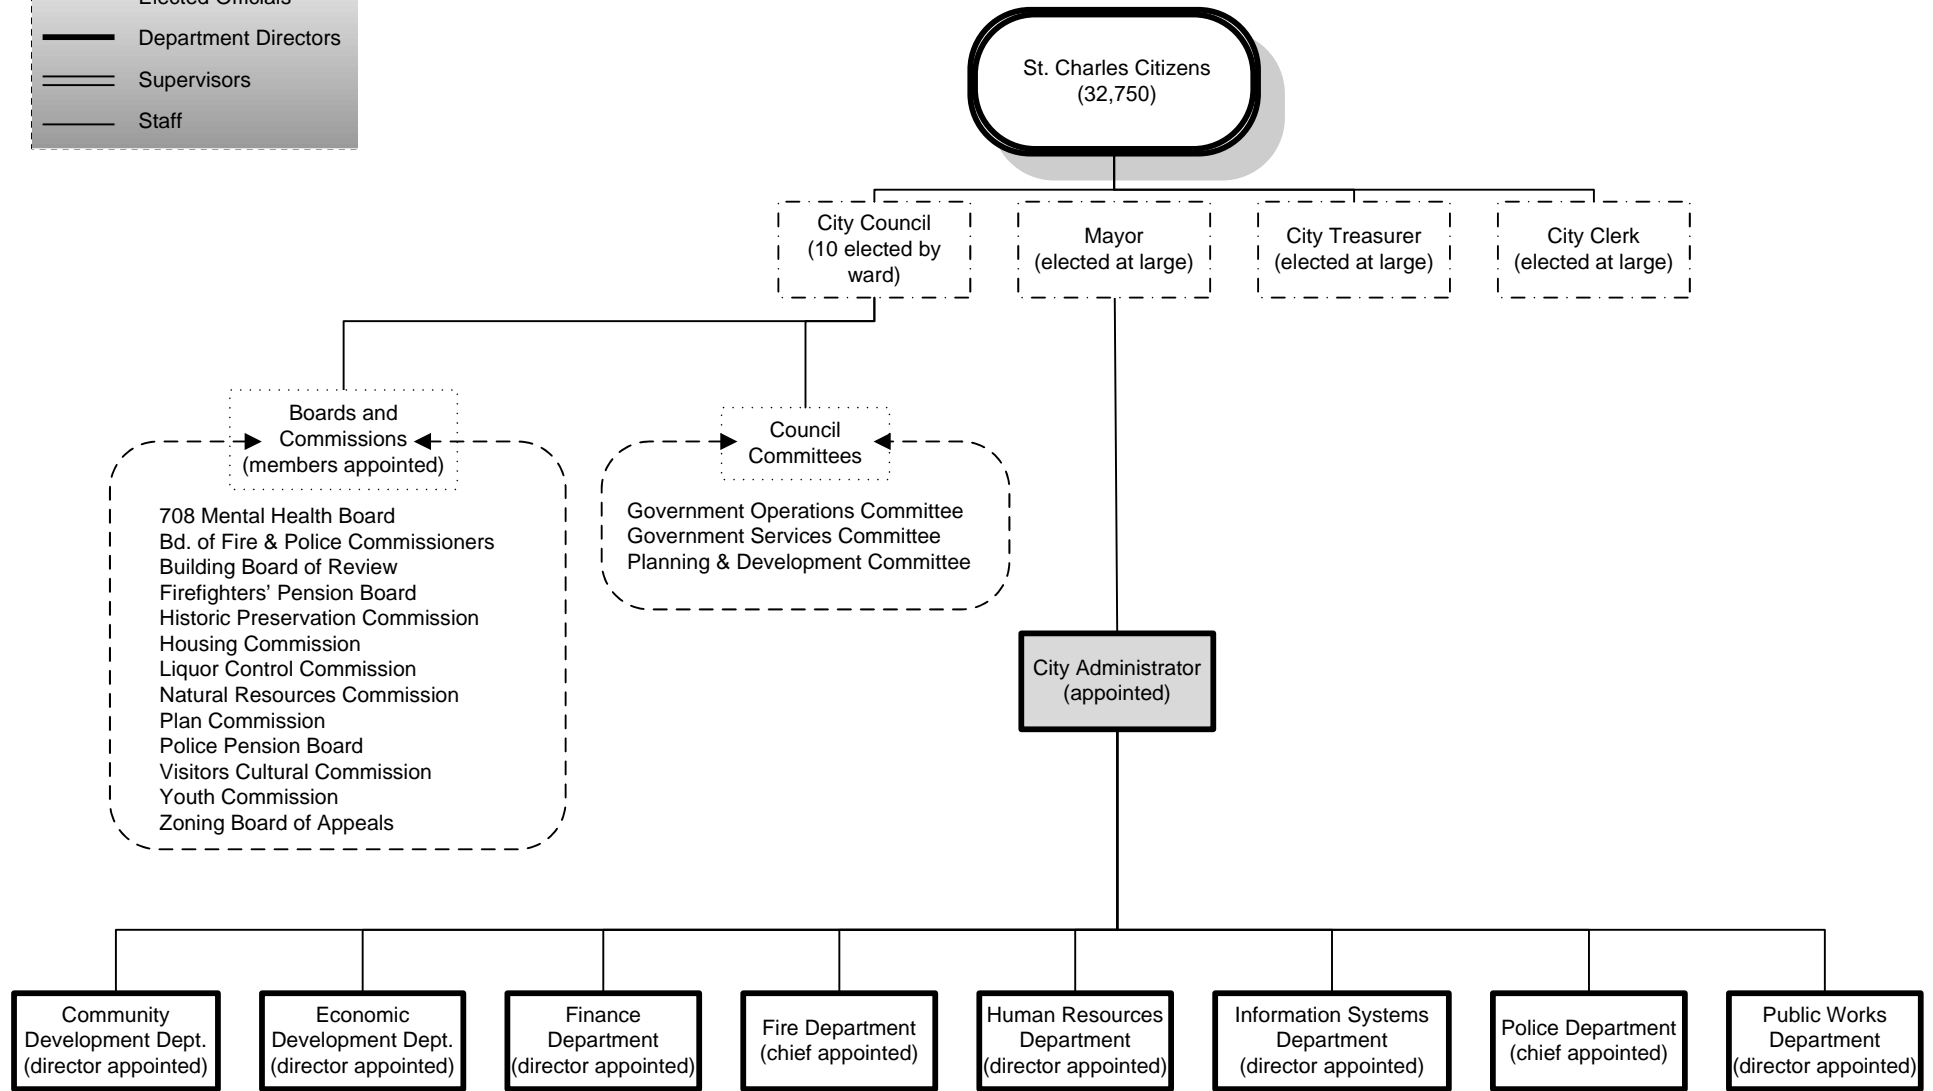 Elected Officials
Department Directors
Supervisors
Staff
St. Charles Citizens
(32,750)
City Council
(10 elected by
ward)
Mayor
(elected at large)
City Treasurer
(elected at large)
City Clerk
(elected at large)
Boards and
Commissions
(members appointed)
708 Mental Health Board
Bd. of Fire & Police Commissioners
Building Board of Review
Firefighters’ Pension Board
Historic Preservation Commission
Housing Commission
Liquor Control Commission
Natural Resources Commission
Plan Commission
Police Pension Board
Visitors Cultural Commission
Youth Commission
Zoning Board of Appeals
Council
Committees
Government Operations Committee
Government Services Committee
Planning & Development Committee
City Administrator
(appointed)
Community
Development Dept.
(director appointed)
Economic
Development Dept.
(director appointed)
Finance
Department
(director appointed)
Fire Department
(chief appointed)
Human Resources
Department
(director appointed)
Information Systems
Department
(director appointed)
Police Department
(chief appointed)
Public Works
Department
(director appointed)